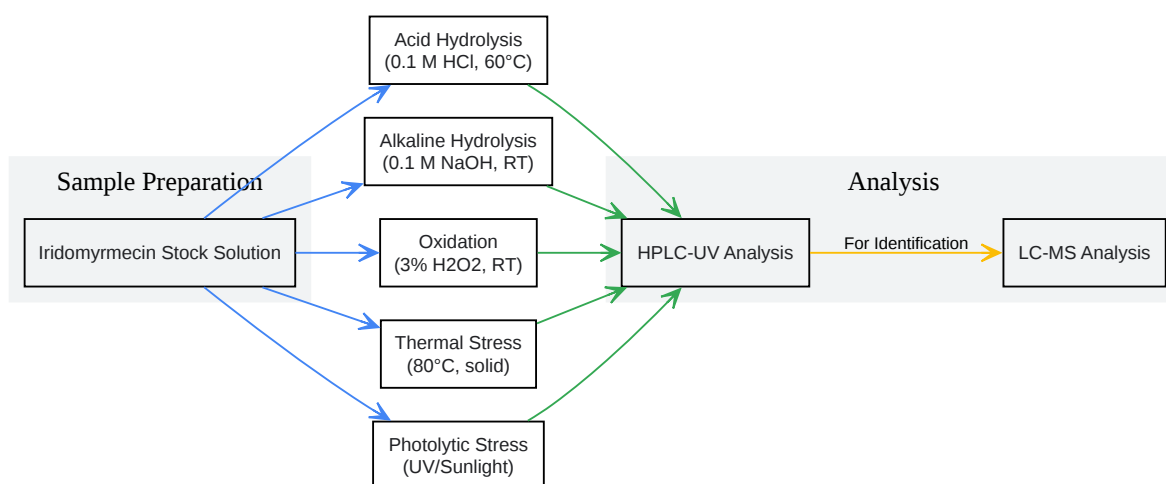 Acid Hydrolysis
(0.1 M HCl, 60°C)
Alkaline Hydrolysis
(0.1 M NaOH, RT)
Sample Preparation
Analysis
Iridomyrmecin Stock Solution
Oxidation
(3% H2O2, RT)
HPLC-UV Analysis
For Identification
LC-MS Analysis
Thermal Stress
(80°C, solid)
Photolytic Stress
(UV/Sunlight)